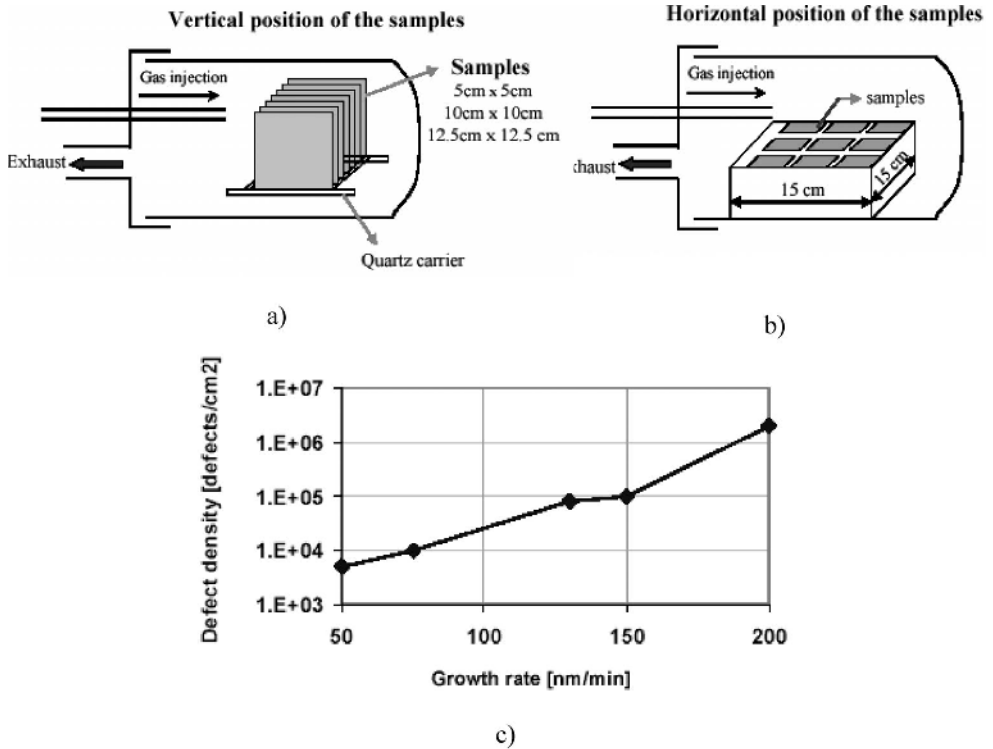 Vertical position of the samples
Gas injection
Samples
5cm x 5cm
10cm x 10cm
12.5cm x 12.5 cm
Exhaust
Quartz carrier
a)
Horizontal position of the samples
Gas injection
samples
xhaust
15 cm
15 cm
b)
Defect density [defects/cm2]
1.E+07
1.E+06
1.E+05
1.E+04
1.E+03
50 100 150 200
Growth rate [nm/min]
c)